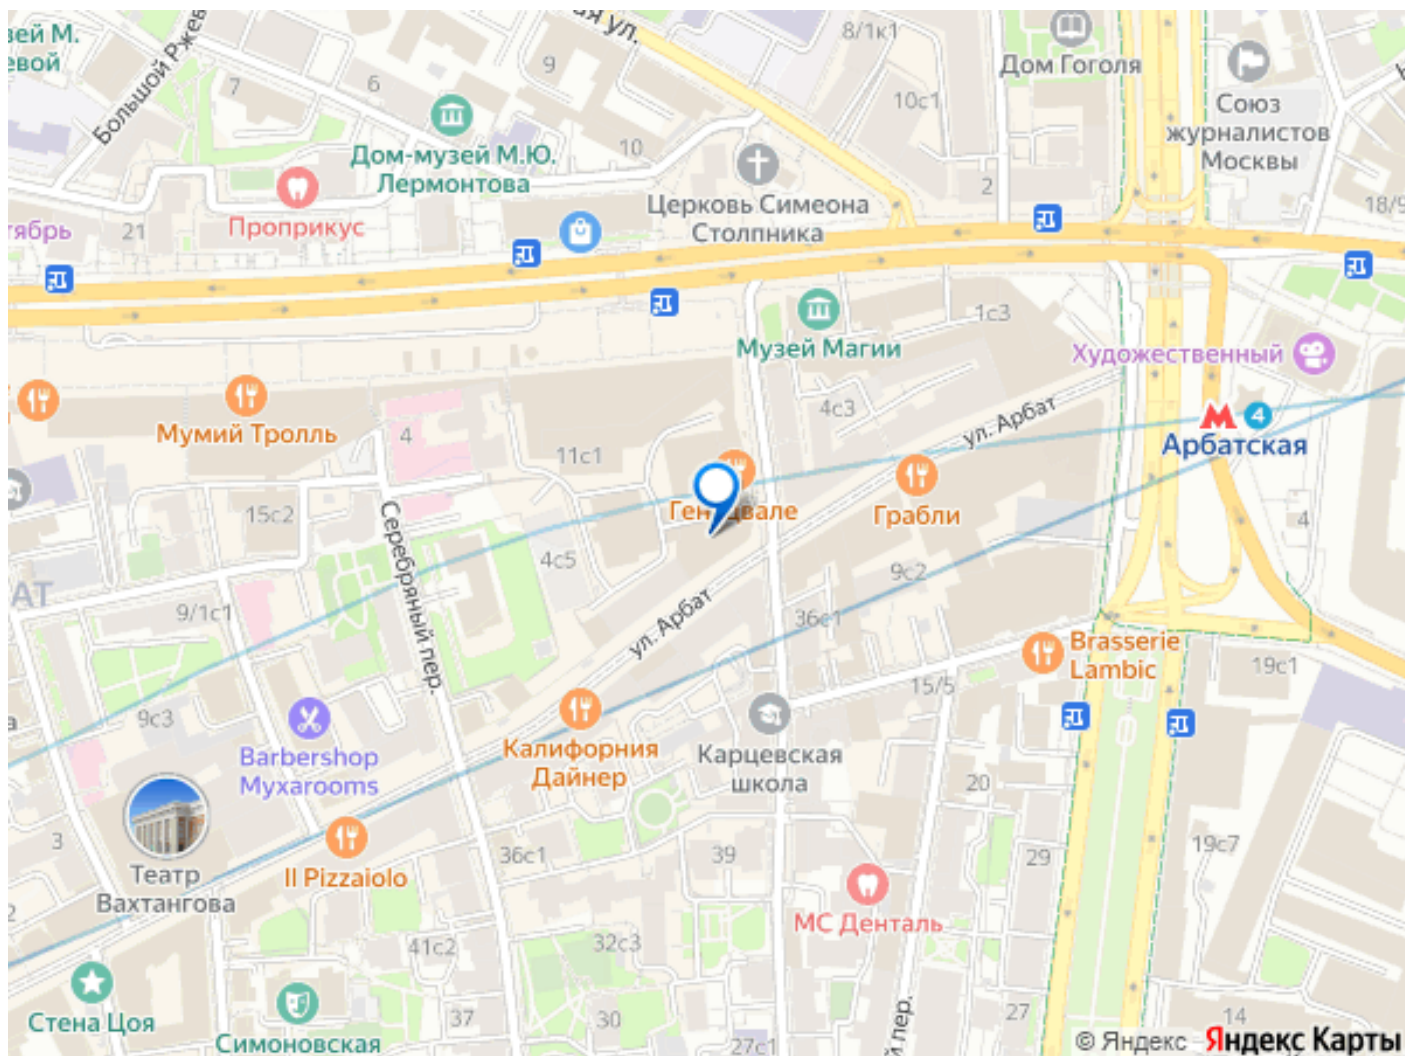 зей М.
евой
Большой Ржев
ая ул.
8/1к1
Дом Гоголя
9
7
6
10с1
Союз
журналистов
Москвы
Дом-музей М.Ю.
Лермонтова
10
2
Проприкус
Церковь Симеона
Столпника
18/9
тябрь
21
1с3
Музей Магии
Художественный
Мумий Тролль
4
4с3
ул. Арбат
4
Арбатская
11с1
Грабли
15с2
Серебряный пер.
4с5
9с2
4
АТ
9/1с1
ул. Арбат
36с1
Brasserie
Lambic
19с1
15/5
9с3
Barbershop
Мухаrooms
Калифорния
Дайнер
Карцевская
школа
20
а
3
Театр
Вахтангова
Il Pizzaiolo
36с1
39
29
19с7
МС Денталь
2
41с2
32с3
Стена Цоя
Симоновская
37
30
27с1
й пер.
27
14
© Яндекс
Яндекс Карты